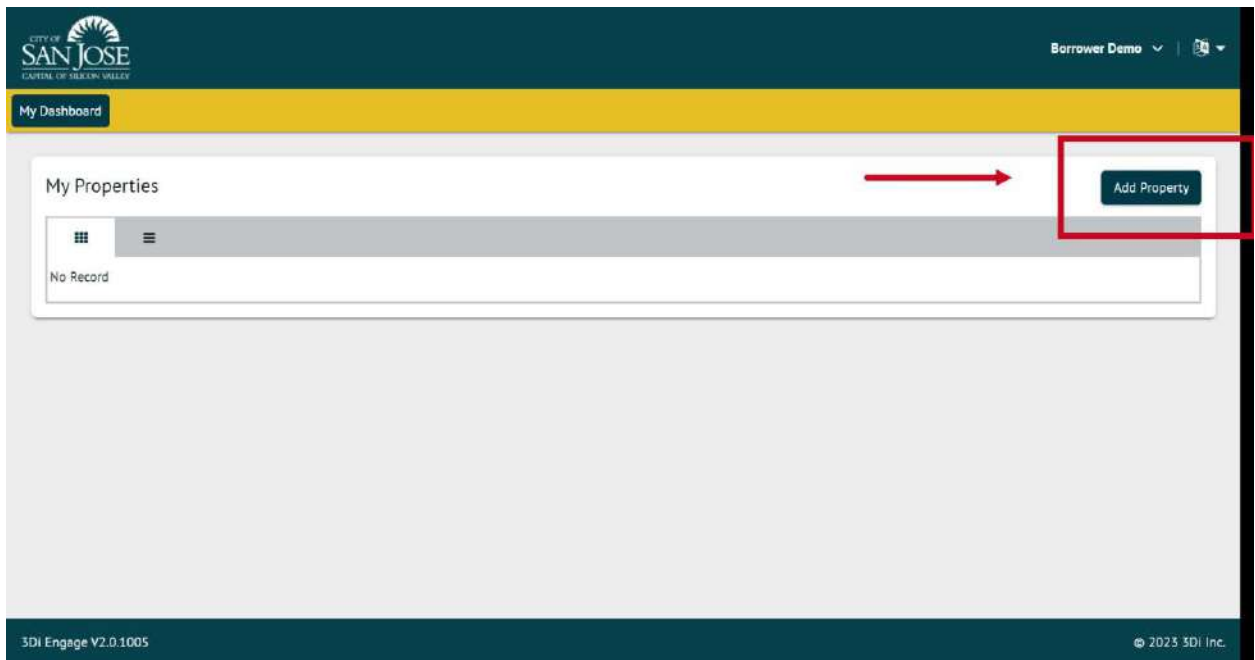 CITY OF
SAN JOSE
CAPITAL OF SILICON VALLEY
Borrower Demo
My Dashboard
My Properties
Add Property
No Record
3Di Engage V2.0.1005
© 2023 3Di Inc.